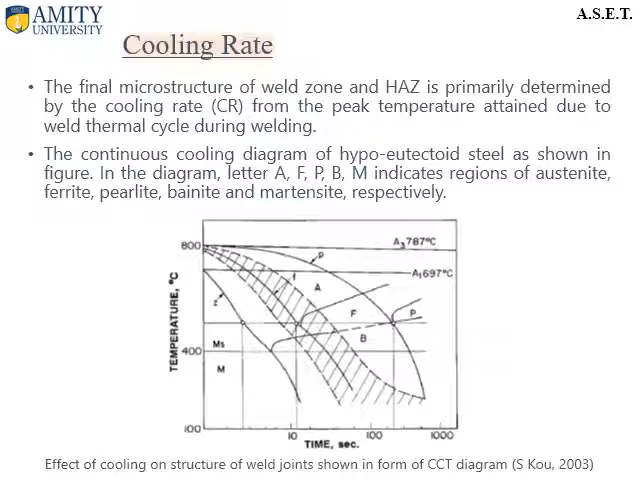 AMITY
UNIVERSITY
A.S.E.T.
Cooling Rate
• The final microstructure of weld zone and HAZ is primarily determined
by the cooling rate (CR) from the peak temperature attained due to
weld thermal cycle during welding.
• The continuous cooling diagram of hypo-eutectoid steel as shown in
figure. In the diagram, letter A, F, P, B, M indicates regions of austenite,
ferrite, pearlite, bainite and martensite, respectively.
A₃ 787°C
800
p
A₁ 697°C
f
A
z
F
P
B
Ms
400
M
TEMPERATURE, °C
100
10
100
1000
TIME, sec.
Effect of cooling on structure of weld joints shown in form of CCT diagram (S Kou, 2003)